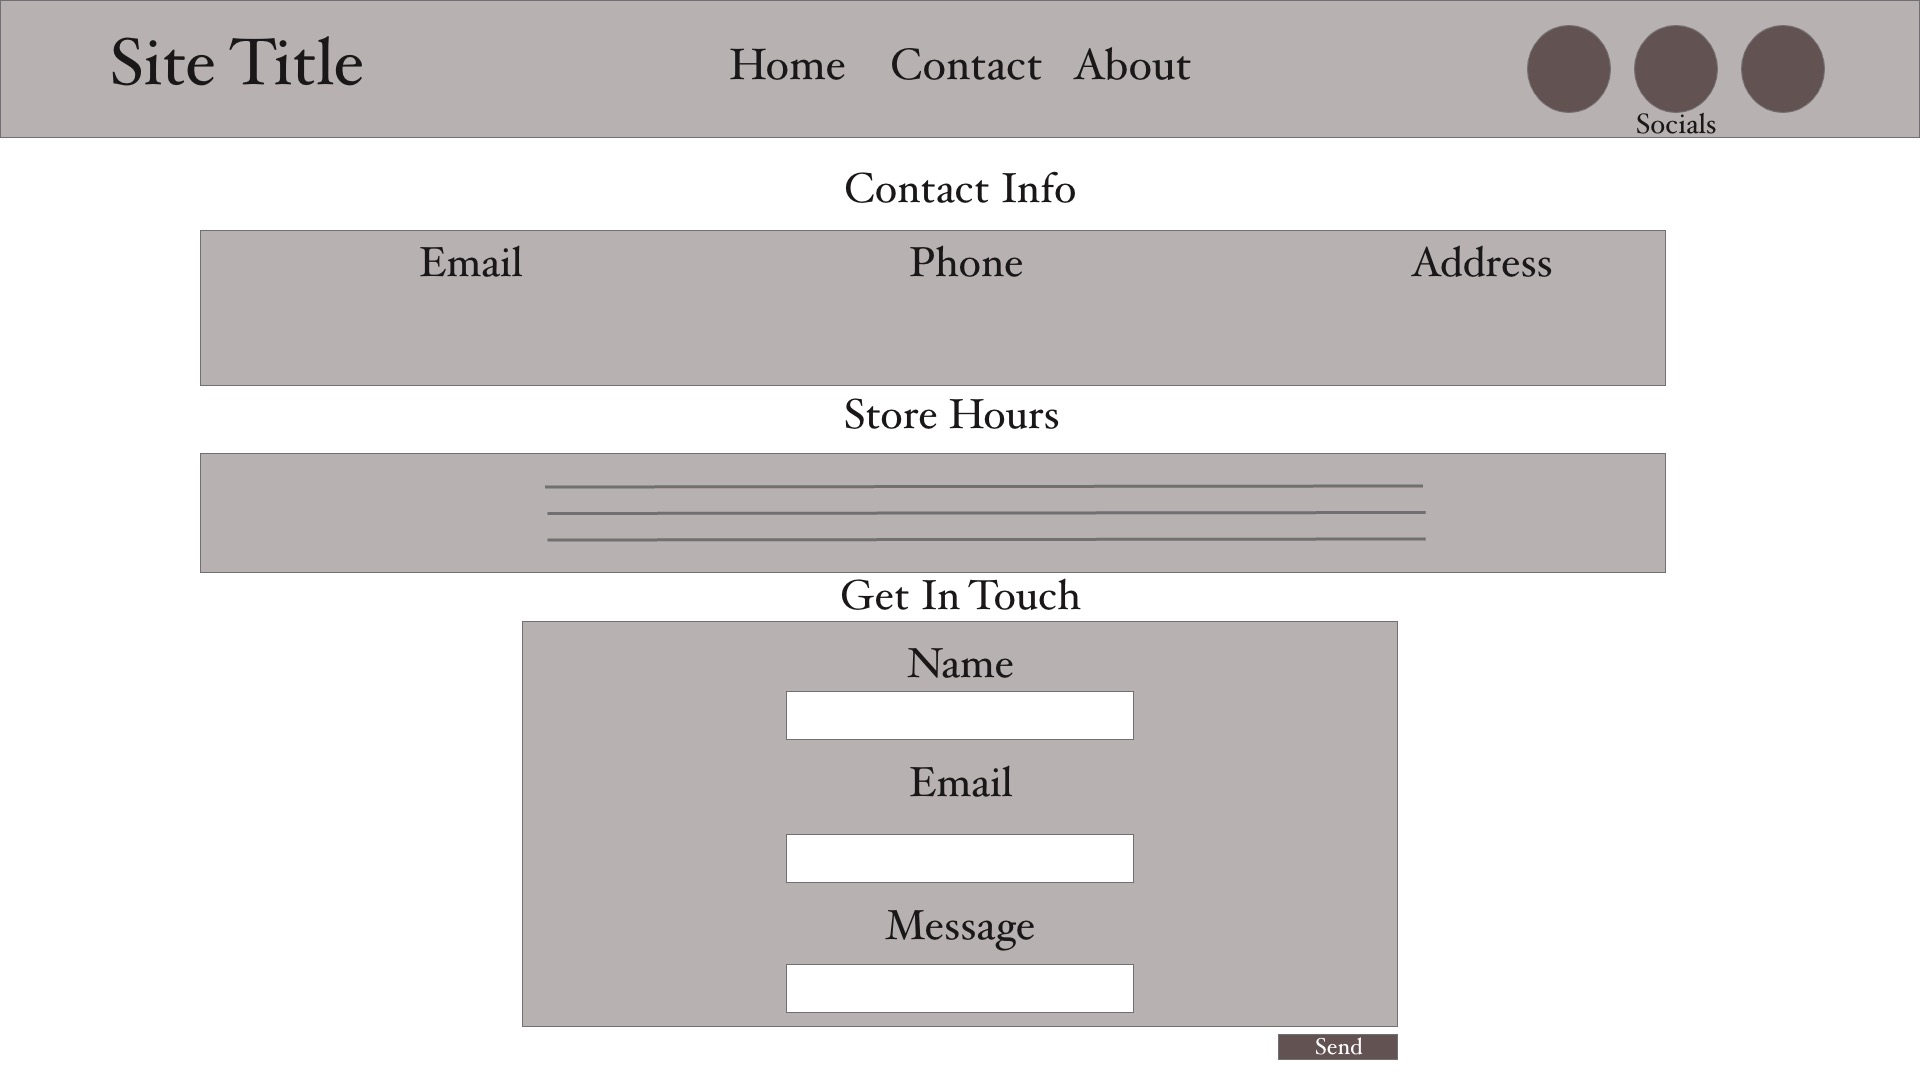 Site Title
Home Contact About
Socials
Contact Info
Email Phone Address
Store Hours
Get In Touch
Name
Email
Message
Send